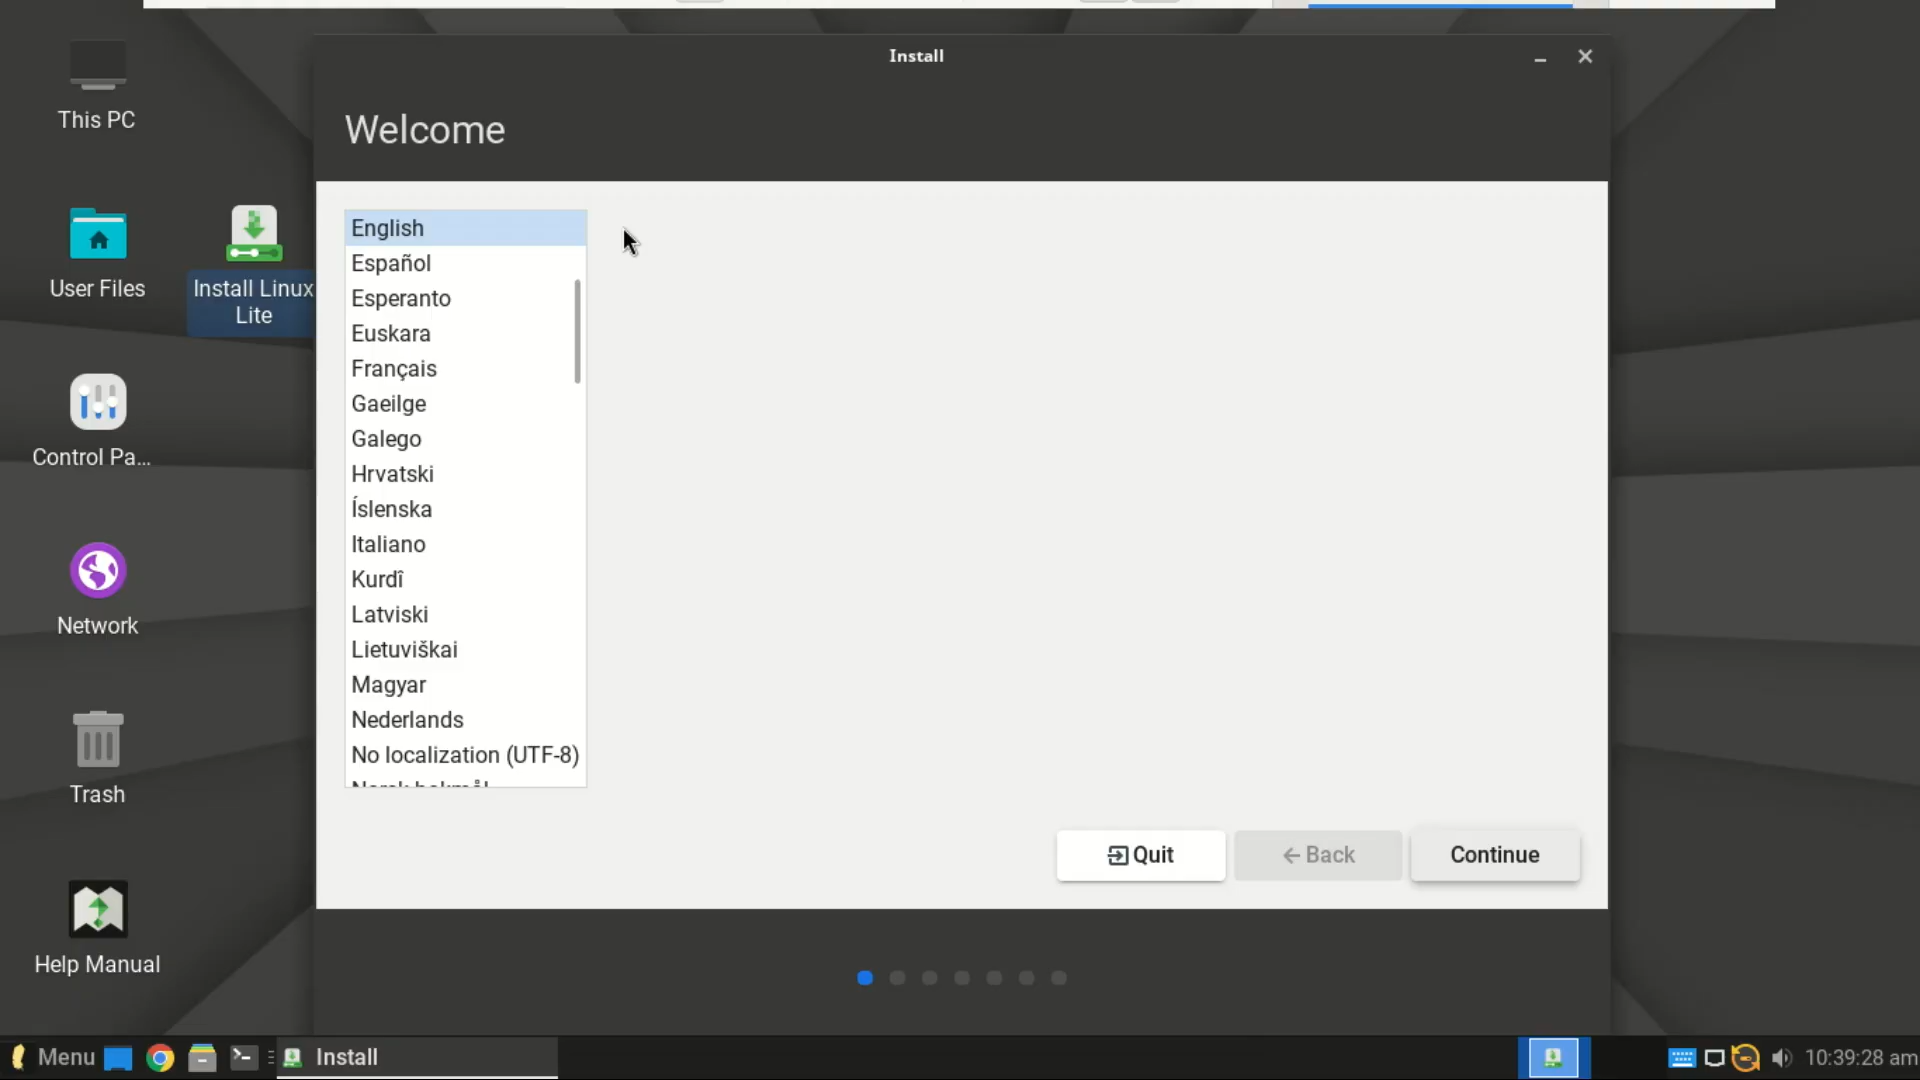 This PC
User Files
Install Linux
Lite
Control Pa...
Network
Trash
Help Manual
Install
Welcome
English
Español
Esperanto
Euskara
Français
Gaeilge
Galego
Hrvatski
Íslenska
Italiano
Kurdî
Latviski
Lietuviškai
Magyar
Nederlands
No localization (UTF-8)
Norsk bokmål
Quit
Back
Continue
Menu
Install
10:39:28 am